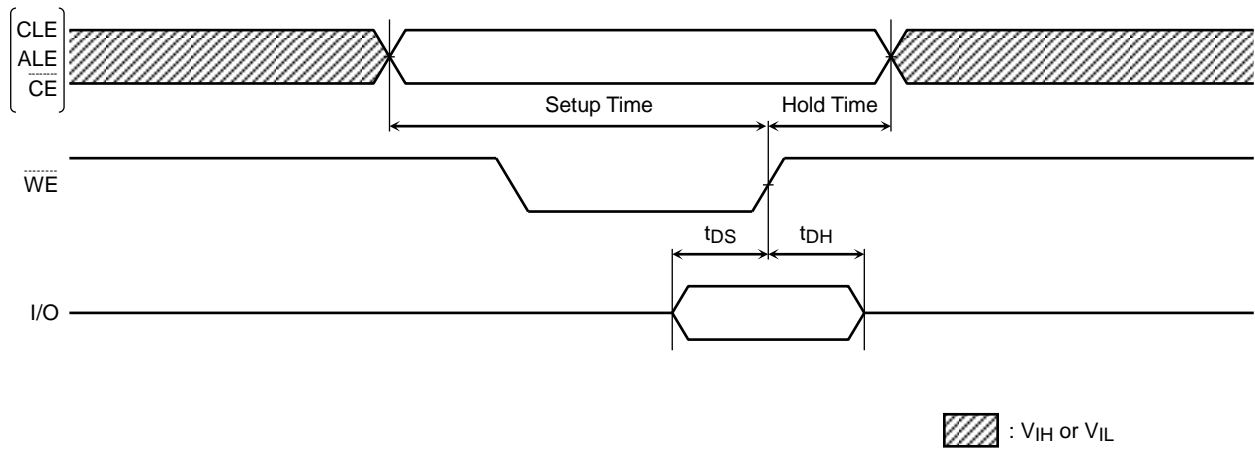 CLE
ALE
CE
Setup Time
Hold Time
WE
tDS
tDH
I/O
: VIH or VIL